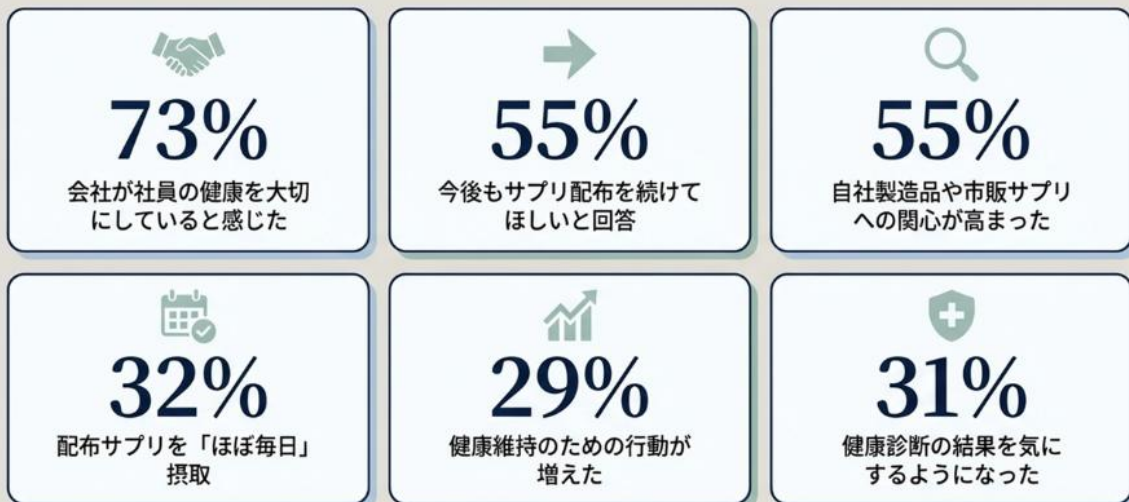 73%
会社が社員の健康を大切
にしていると感じた
55%
今後もサプリ配布を続けて
ほしいと回答
55%
自社製造品や市販サプリ
への関心が高まった
32%
配布サプリを「ほぼ毎日」
摂取
29%
健康維持のための行動が
増えた
31%
健康診断の結果を気に
するようになった